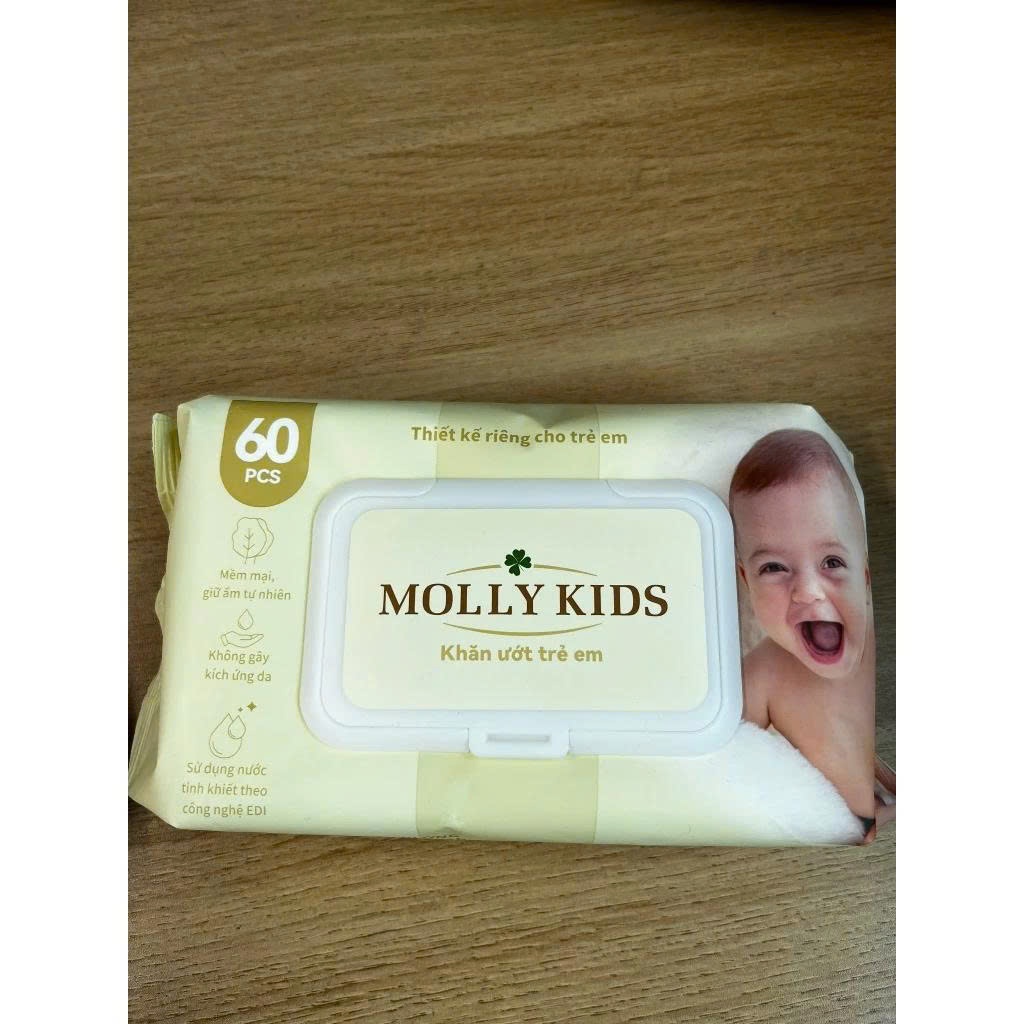 60
PCS
Thiết kế riêng cho trẻ em
Mềm mại,
giữ ẩm tự nhiên
Không gây
kích ứng da
Sử dụng nước
tinh khiết theo
công nghệ EDI
MOLLY KIDS
Khăn ướt trẻ em